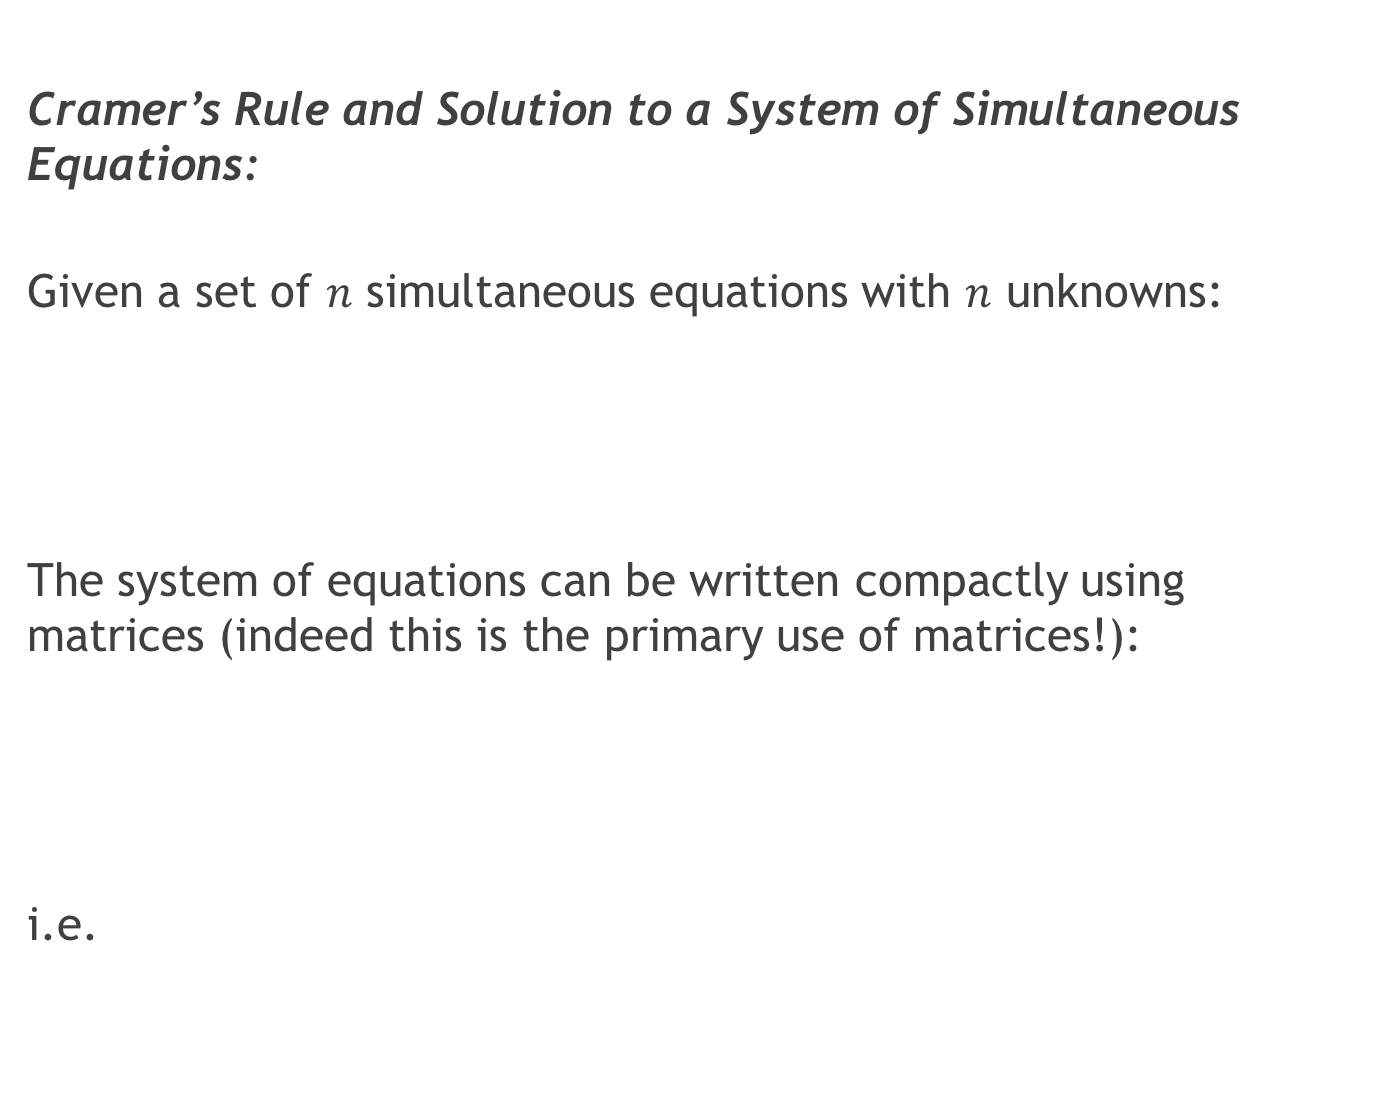 Cramer’s Rule and Solution to a System of Simultaneous
Equations:
Given a set of n simultaneous equations with n unknowns:
The system of equations can be written compactly using
matrices (indeed this is the primary use of matrices!):
i.e.